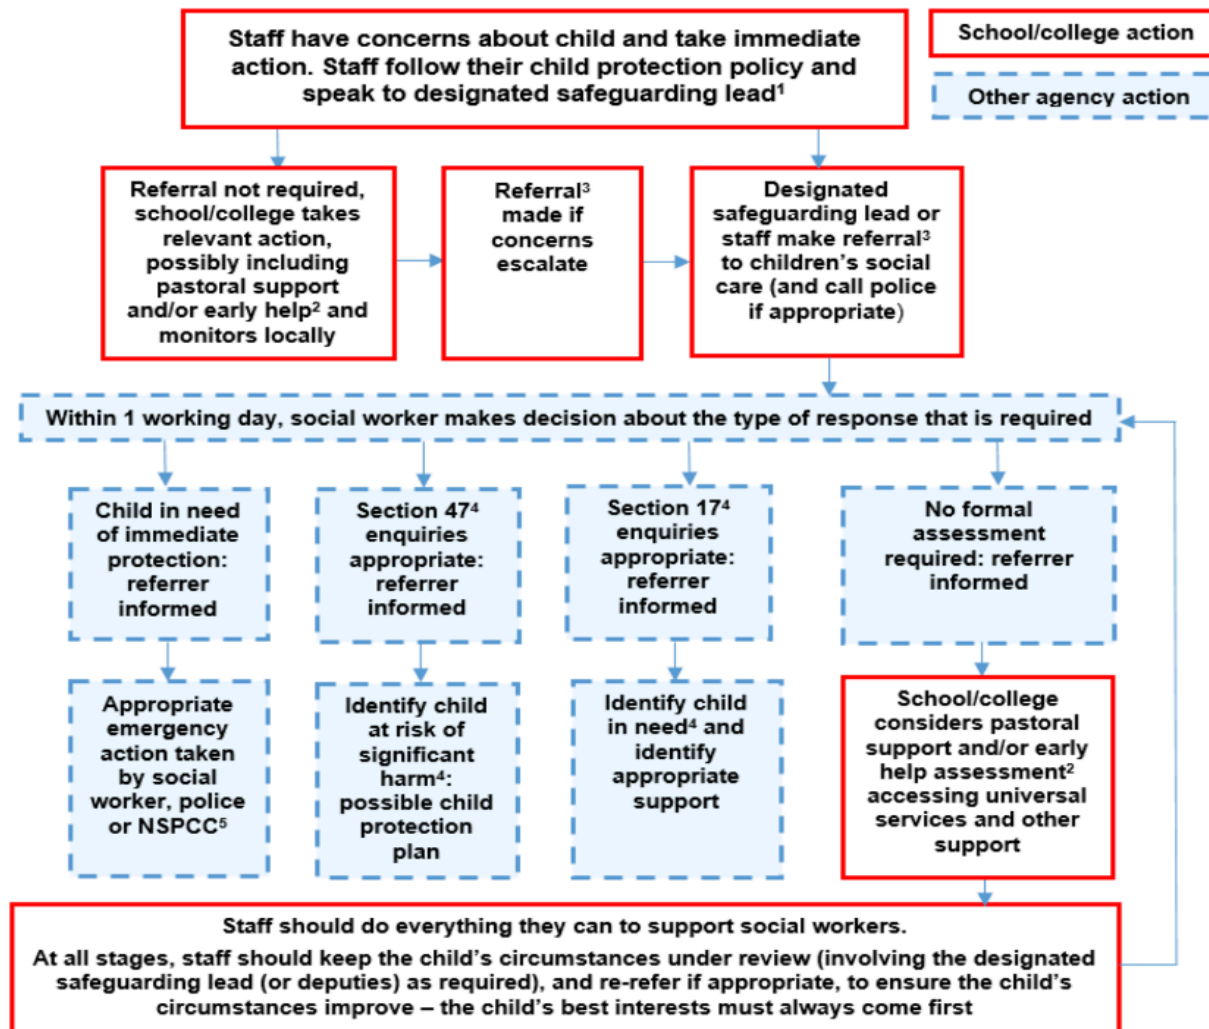 Staff have concerns about child and take immediate
action. Staff follow their child protection policy and
speak to designated safeguarding lead¹
School/college action
Other agency action
Referral not required,
school/college takes
relevant action,
possibly including
pastoral support
and/or early help² and
monitors locally
Referral³
made if
concerns
escalate
Designated
safeguarding lead or
staff make referral³
to children’s social
care (and call police
if appropriate)
Within 1 working day, social worker makes decision about the type of response that is required
Child in need
of immediate
protection:
referrer
informed
Section 47⁴
enquiries
appropriate:
referrer
informed
Section 17⁴
enquiries
appropriate:
referrer
informed
No formal
assessment
required: referrer
informed
Appropriate
emergency
action taken
by social
worker, police
or NSPCC⁵
Identify child
at risk of
significant
harm⁴:
possible child
protection
plan
Identify child
in need⁴ and
identify
appropriate
support
School/college
considers pastoral
support and/or early
help assessment²
accessing universal
services and other
support
Staff should do everything they can to support social workers.
At all stages, staff should keep the child’s circumstances under review (involving the designated
safeguarding lead (or deputies) as required), and re-refer if appropriate, to ensure the child’s
circumstances improve – the child’s best interests must always come first